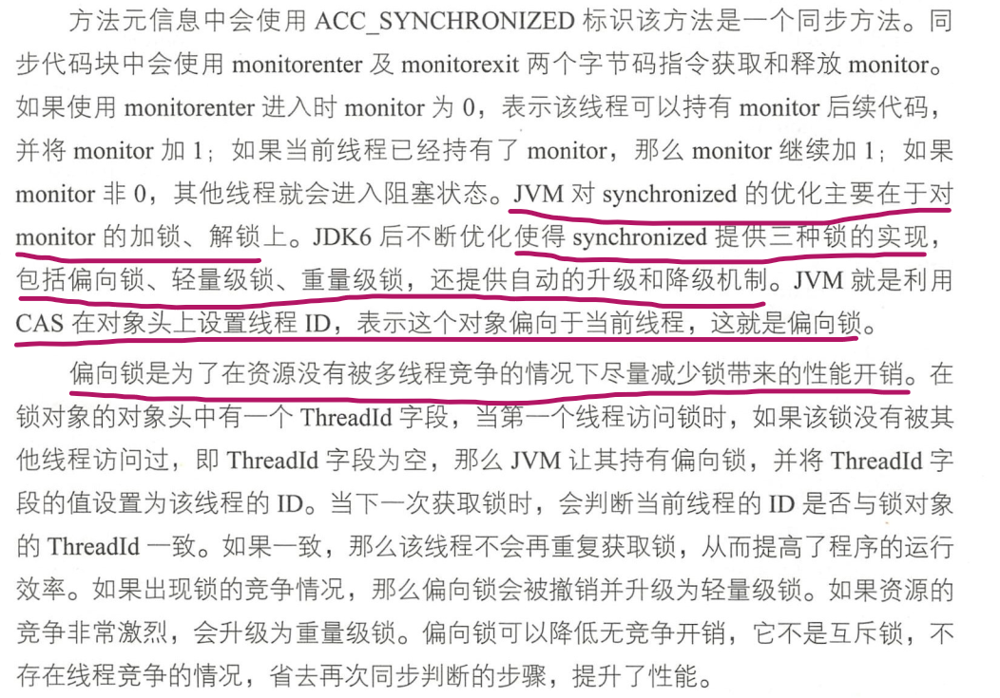 方法元信息中会使用 ACC_SYNCHRONIZED 标识该方法是一个同步方法。同
步代码块中会使用 monitorenter 及 monitorexit 两个字节码指令获取和释放 monitor。
如果使用 monitorenter 进入时 monitor 为 0，表示该线程可以持有 monitor 后续代码，
并将 monitor 加 1；如果当前线程已经持有了 monitor，那么 monitor 继续加 1；如果
monitor 非 0，其他线程就会进入阻塞状态。JVM 对 synchronized 的优化主要在于对
monitor 的加锁、解锁上。JDK6 后不断优化使得 synchronized 提供三种锁的实现，
包括偏向锁、轻量级锁、重量级锁，还提供自动的升级和降级机制。JVM 就是利用
CAS 在对象头上设置线程 ID，表示这个对象偏向于当前线程，这就是偏向锁。
偏向锁是为了在资源没有被多线程竞争的情况下尽量减少锁带来的性能开销。在
锁对象的对象头中有一个 ThreadId 字段，当第一个线程访问锁时，如果该锁没有被其
他线程访问过，即 ThreadId 字段为空，那么 JVM 让其持有偏向锁，并将 ThreadId 字
段的值设置为该线程的 ID。当下一次获取锁时，会判断当前线程的 ID 是否与锁对象
的 ThreadId 一致。如果一致，那么该线程不会再重复获取锁，从而提高了程序的运行
效率。如果出现锁的竞争情况，那么偏向锁会被撤销并升级为轻量级锁。如果资源的
竞争非常激烈，会升级为重量级锁。偏向锁可以降低无竞争开销，它不是互斥锁，不
存在线程竞争的情况，省去再次同步判断的步骤，提升了性能。